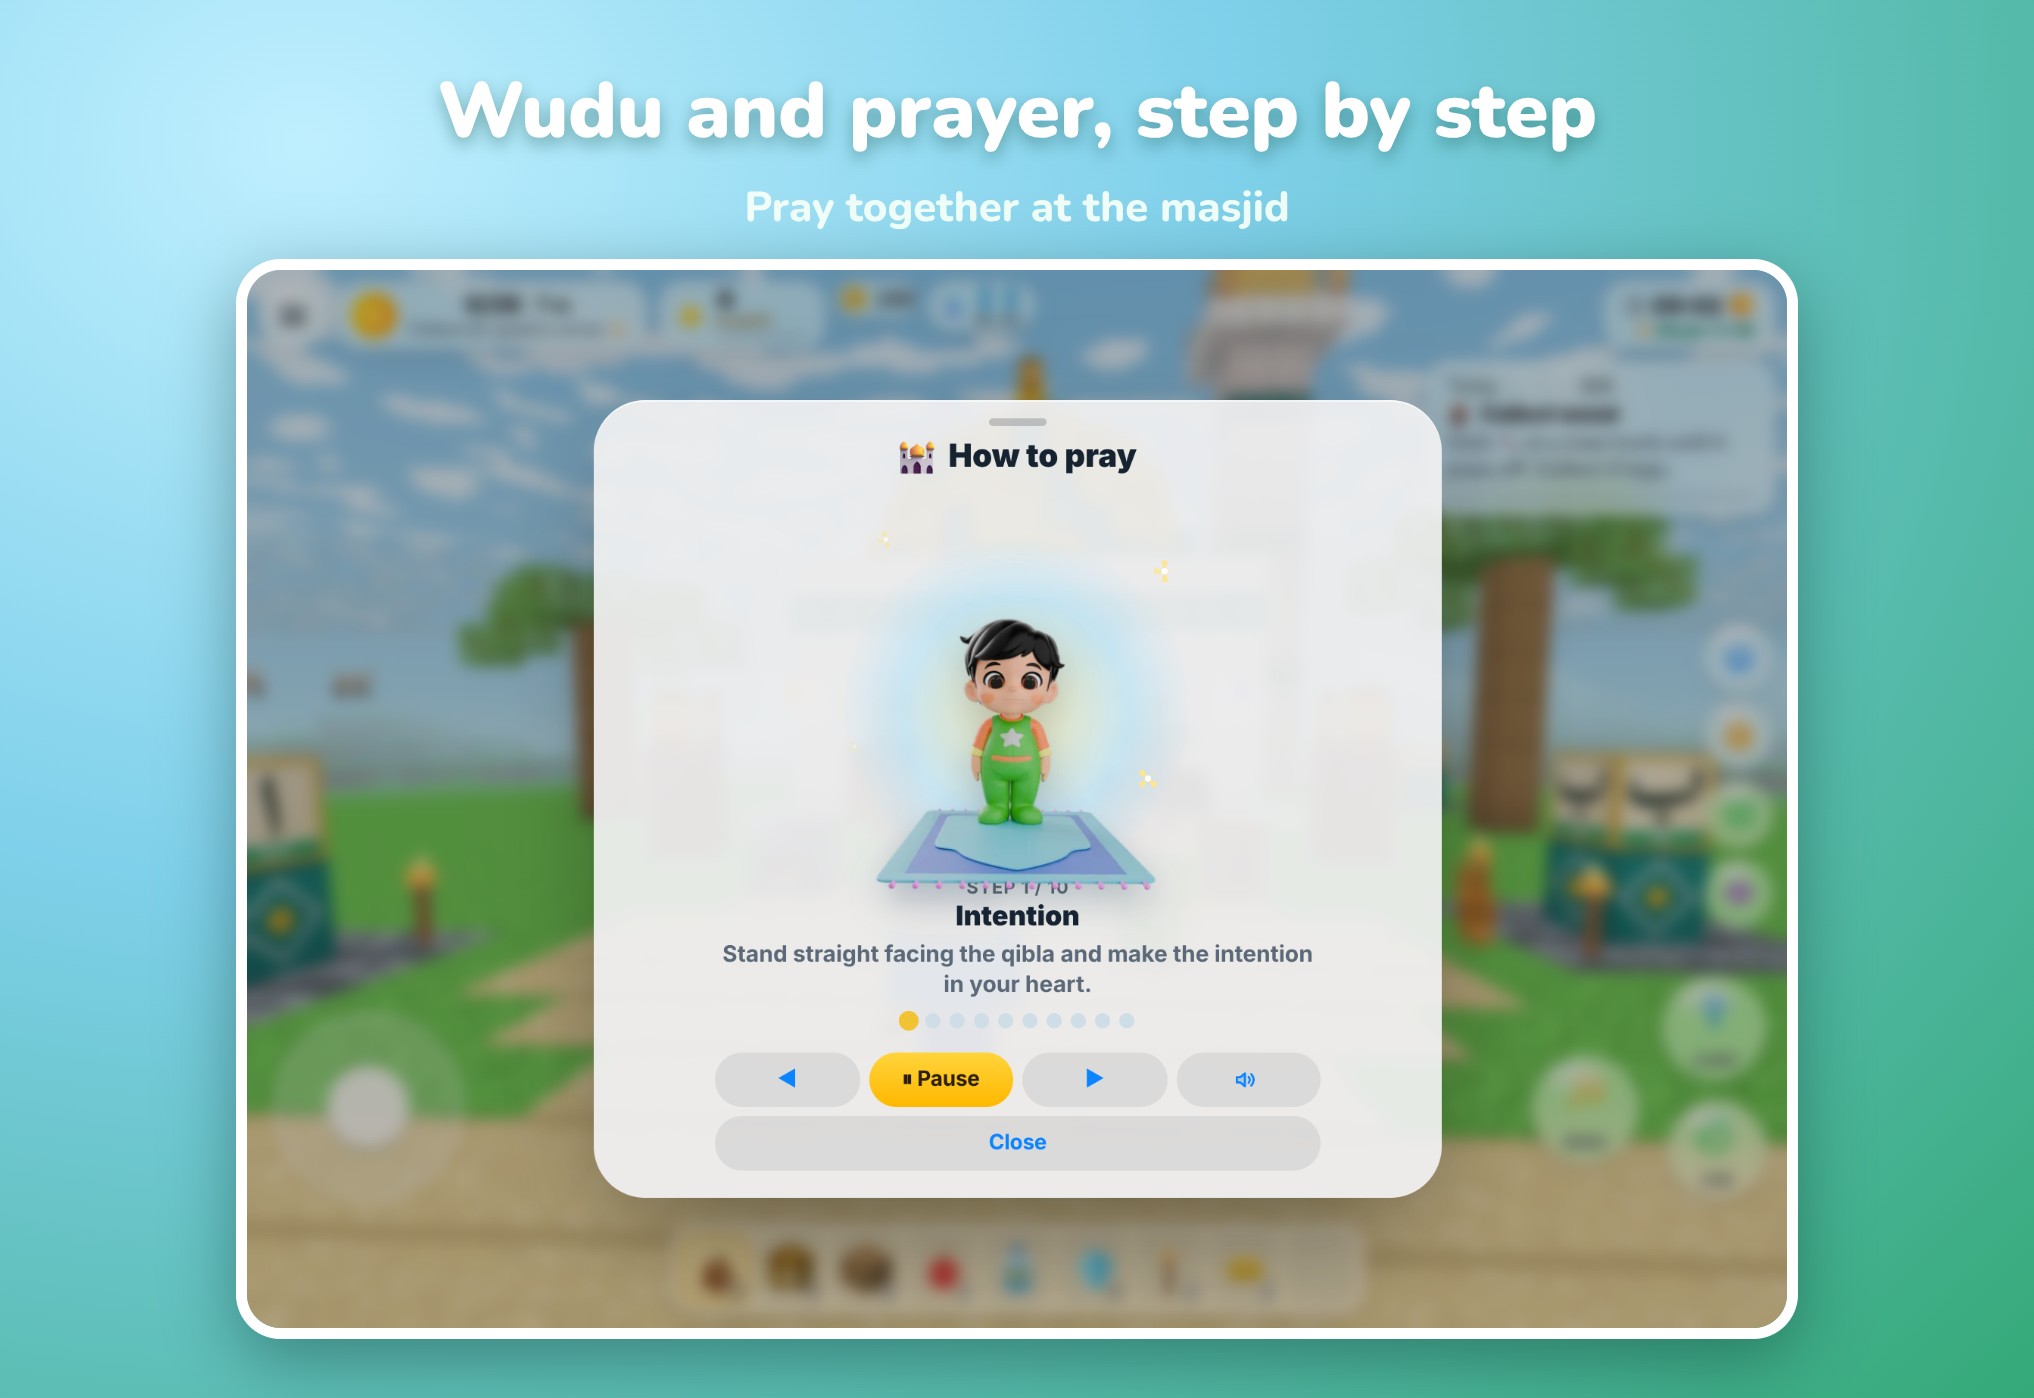 Wudu and prayer, step by step
Pray together at the masjid
How to pray
STEP 1 / 10
Intention
Stand straight facing the qibla and make the intention
in your heart.
Pause
Close